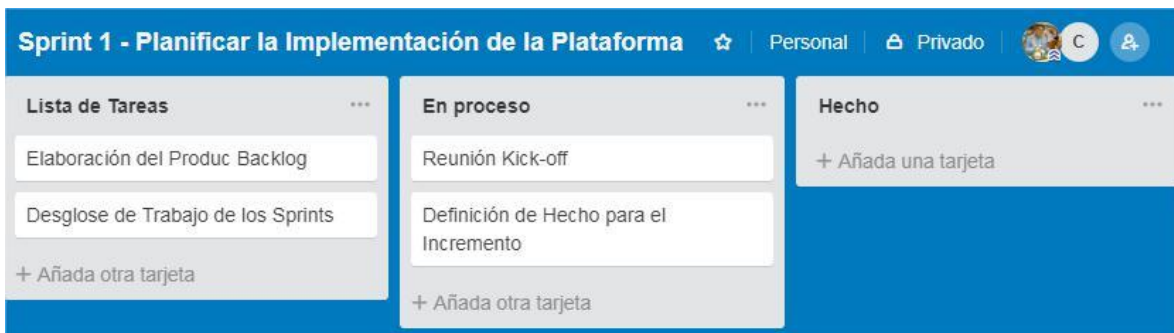 Sprint 1 - Planificar la Implementación de la Plataforma Personal Privado C
Lista de Tareas
Elaboración del Produc Backlog
Desglose de Trabajo de los Sprints
+ Añada otra tarjeta
En proceso
Reunión Kick-off
Definición de Hecho para el
Incremento
+ Añada otra tarjeta
Hecho
+ Añada una tarjeta